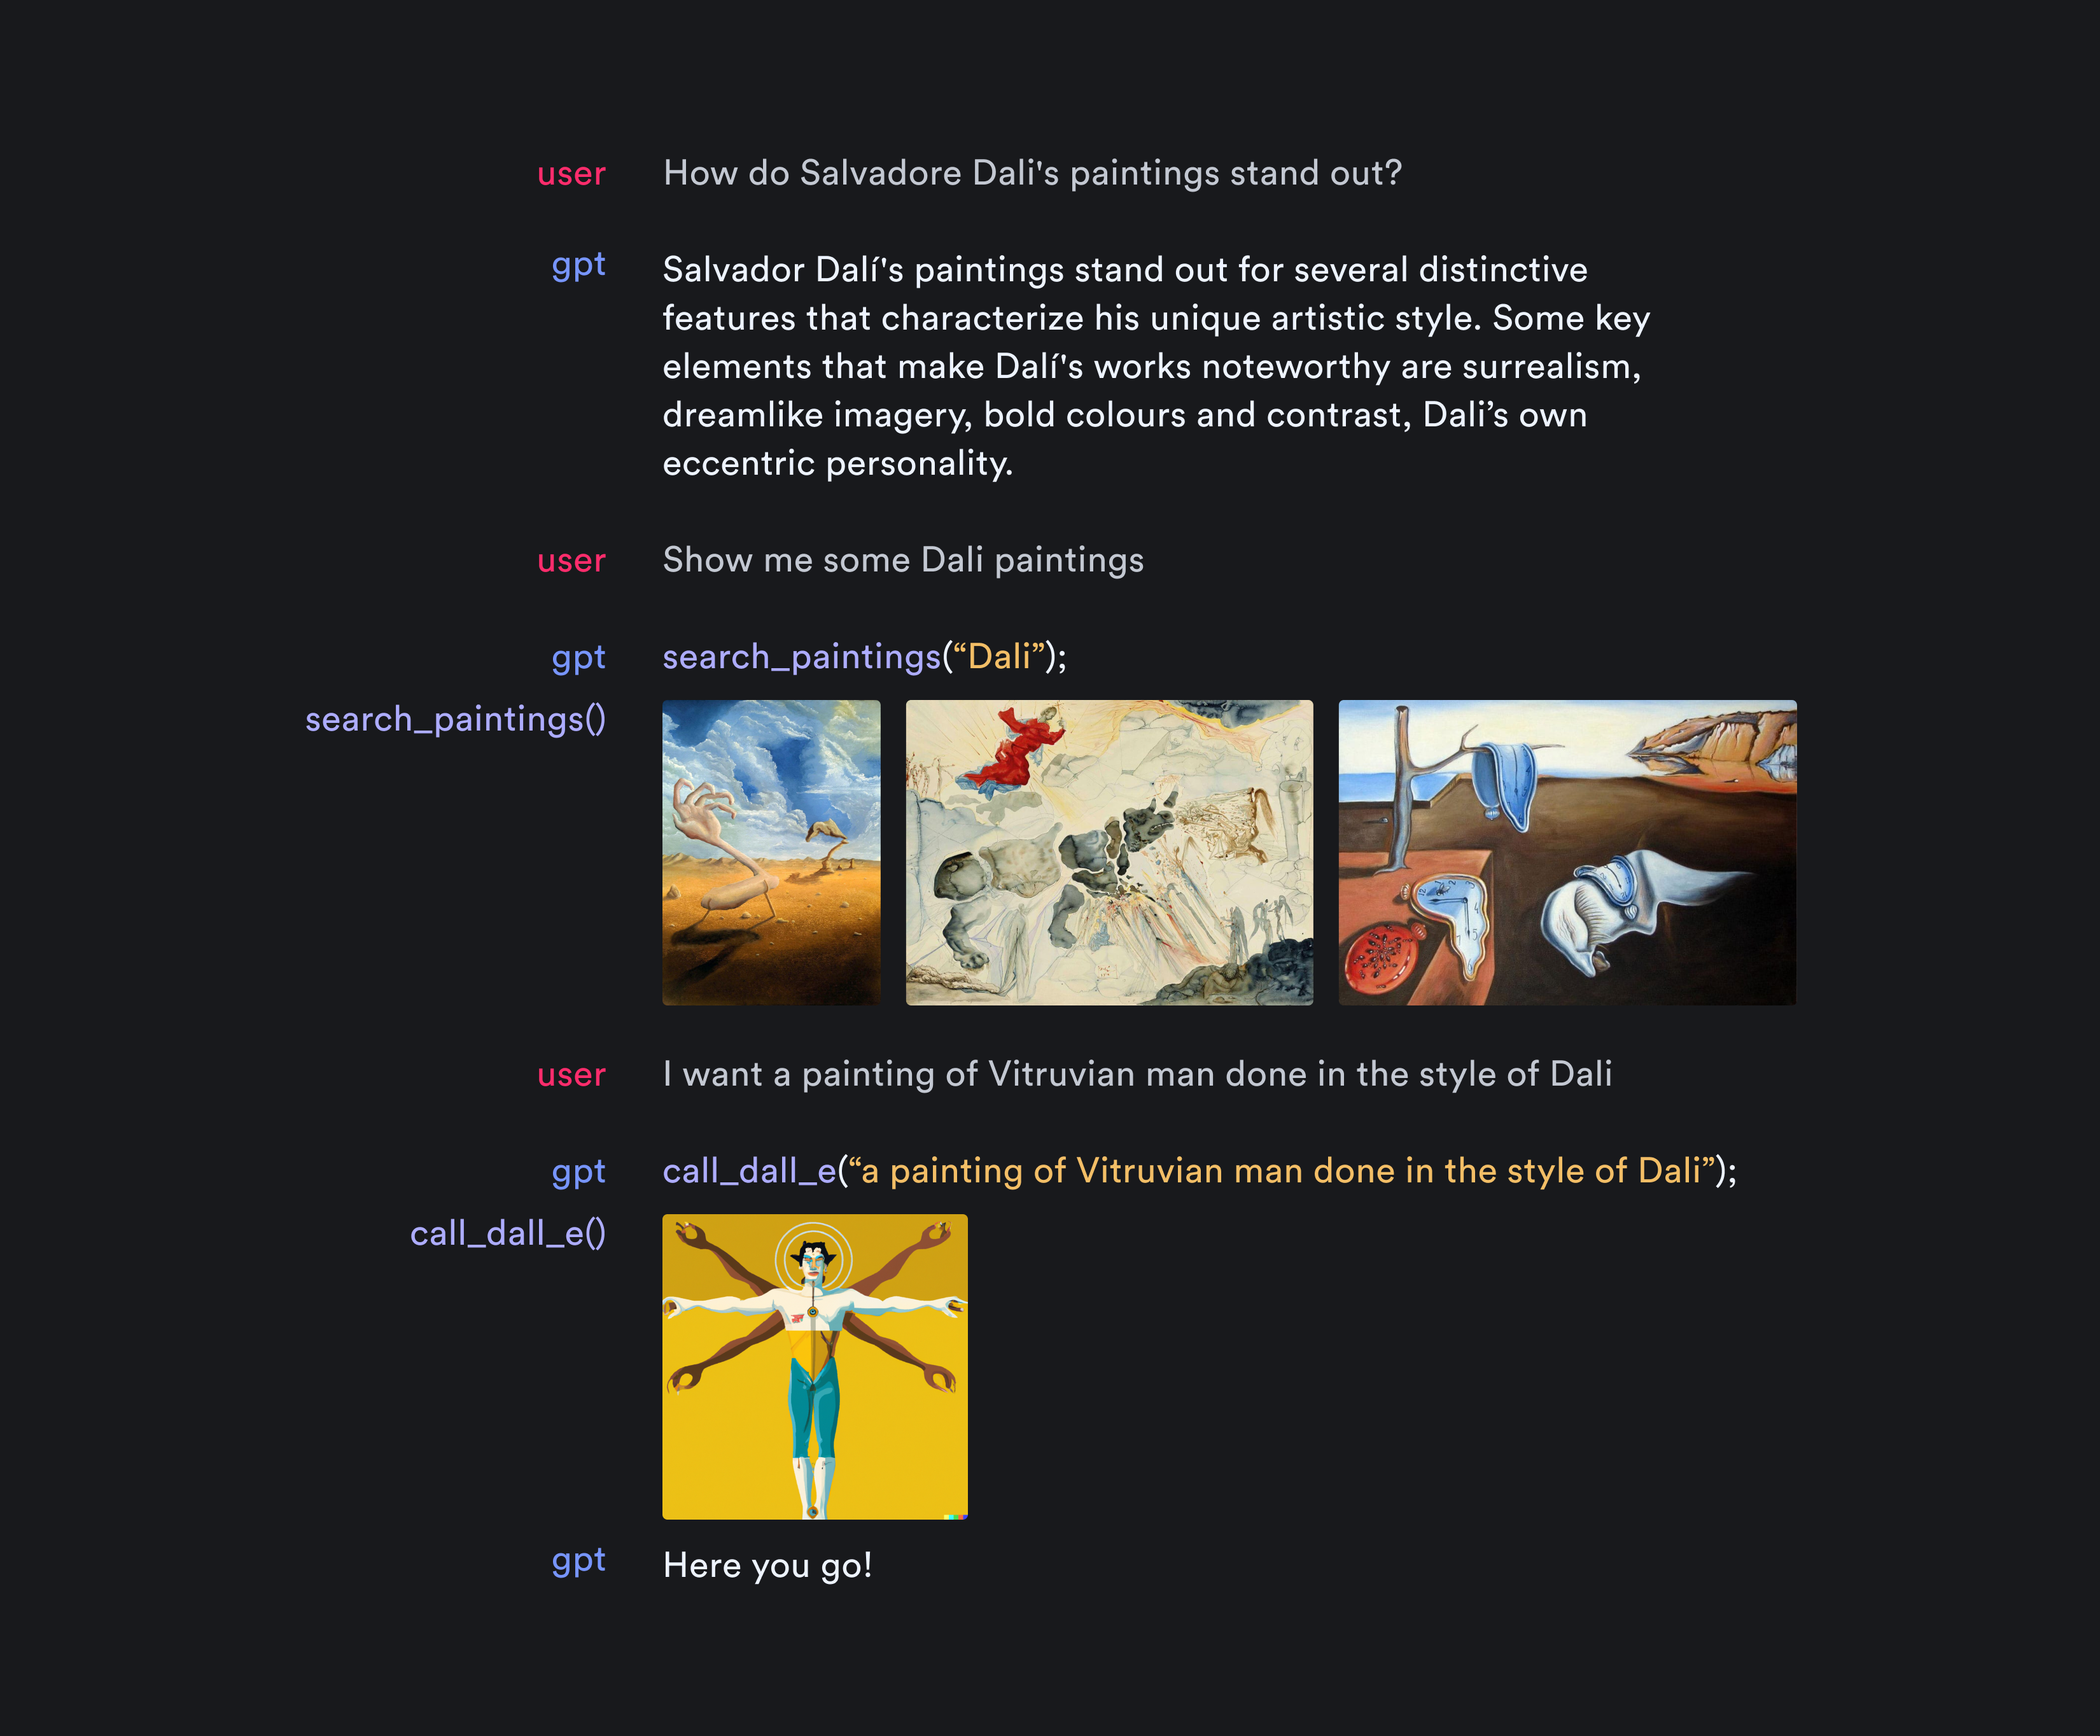 user How do Salvadore Dali's paintings stand out?
gpt Salvador Dalí's paintings stand out for several distinctive
features that characterize his unique artistic style. Some key
elements that make Dalí's works noteworthy are surrealism,
dreamlike imagery, bold colours and contrast, Dali’s own
eccentric personality.
user Show me some Dali paintings
gpt search_paintings(“Dali”);
search_paintings()
user I want a painting of Vitruvian man done in the style of Dali
gpt call_dall_e(“a painting of Vitruvian man done in the style of Dali”);
call_dall_e()
gpt Here you go!